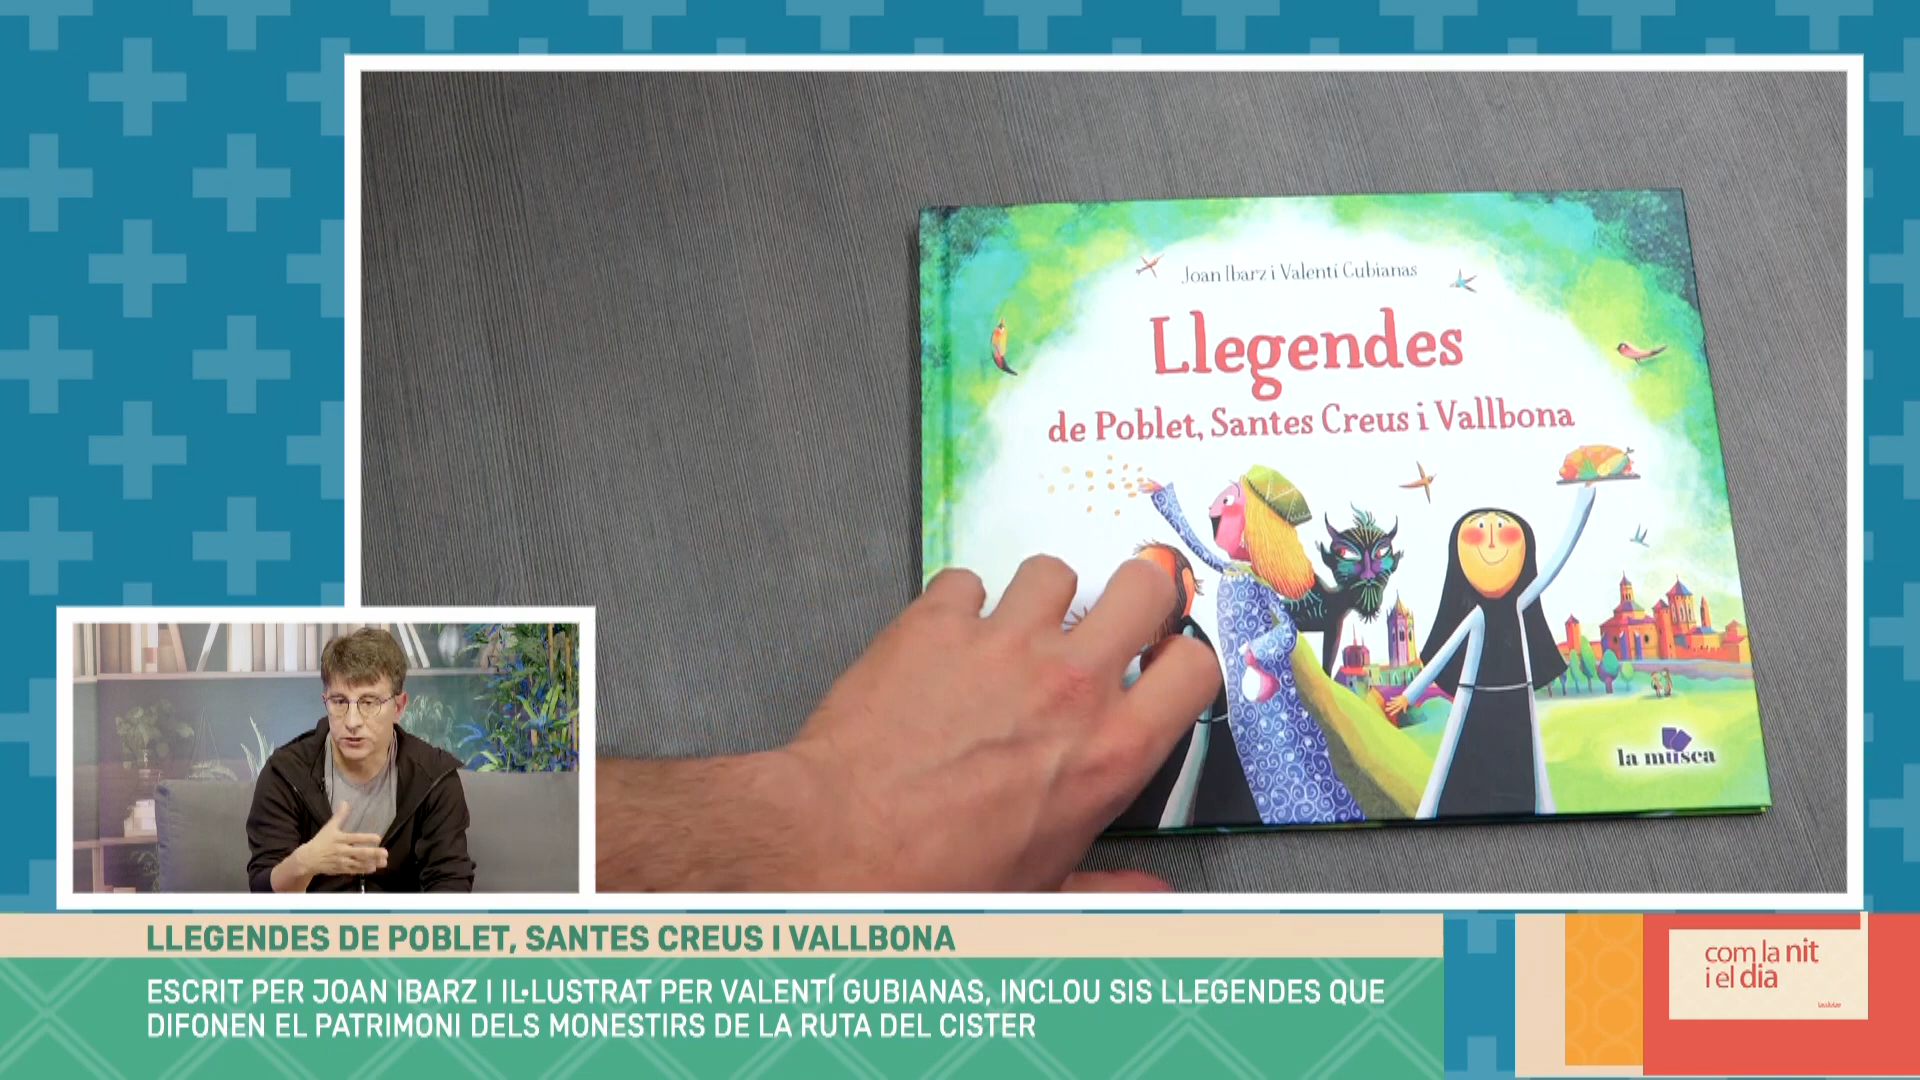 Joan Ibarz i Valentí Gubianas
Llegendes
de Poblet, Santes Creus i Vallbona
la musca
LLEGENDES DE POBLET, SANTES CREUS I VALLBONA
ESCRIT PER JOAN IBARZ I IL·LUSTRAT PER VALENTÍ GUBIANAS, INCLOU SIS LLEGENDES QUE
DIFONEN EL PATRIMONI DELS MONESTIRS DE LA RUTA DEL CISTER
com la nit
i el dia